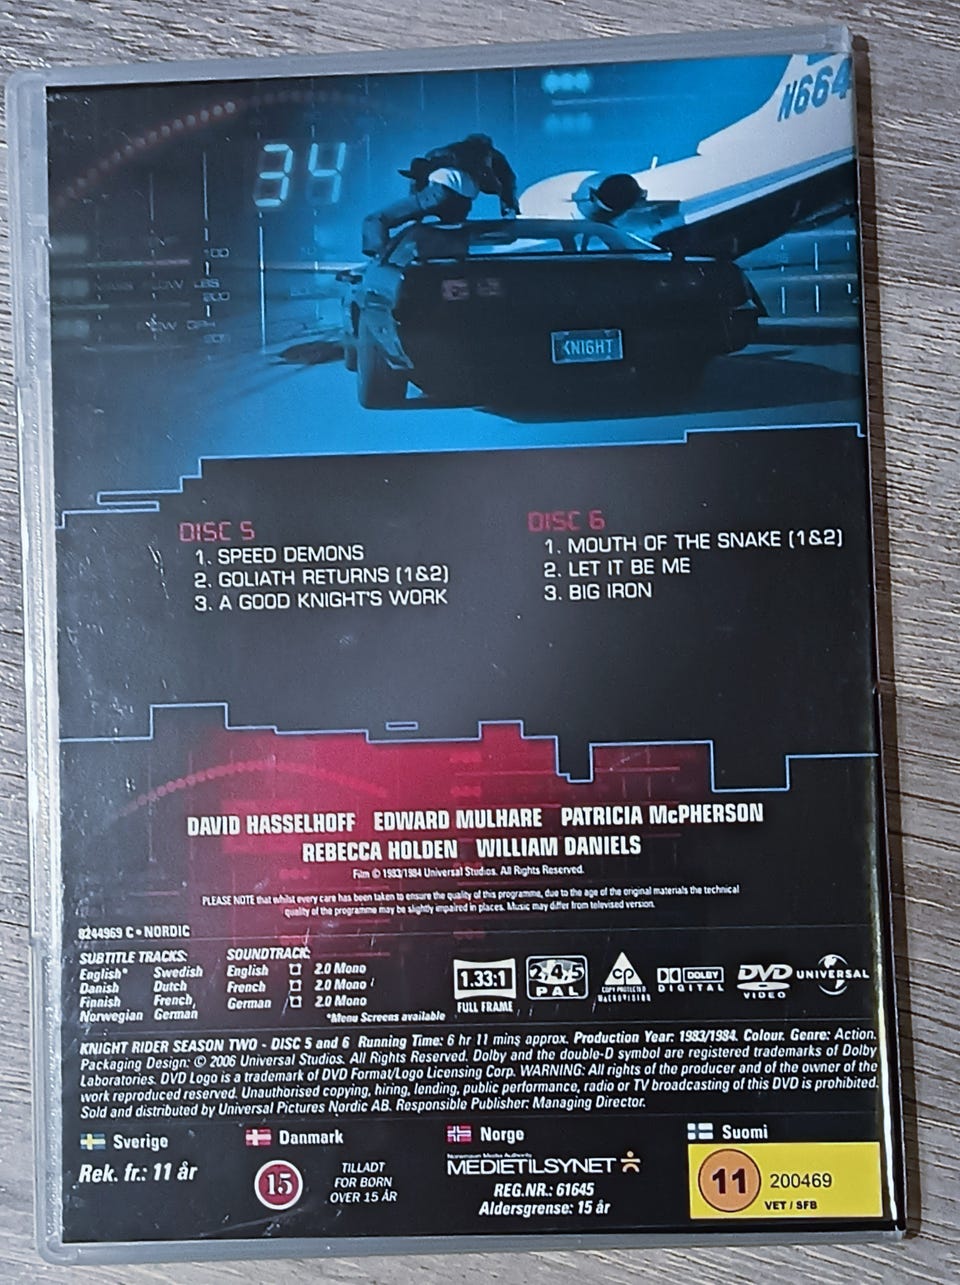 N664
34
KNIGHT
DISC 5
1. SPEED DEMONS
2. GOLIATH RETURNS (1&2)
3. A GOOD KNIGHT'S WORK
DISC 6
1. MOUTH OF THE SNAKE (1&2)
2. LET IT BE ME
3. BIG IRON
DAVID HASSELHOFF EDWARD MULHARE PATRICIA McPHERSON
REBECCA HOLDEN WILLIAM DANIELS
Film © 1983/1984 Universal Studios. All Rights Reserved.
PLEASE NOTE that whilst every care has been taken to ensure the quality of this programme, due to the age of the original materials the technical
quality of the programme may be slightly impaired in places. Music may differ from televised version.
8244969 C • NORDIC
SUBTITLE TRACKS:
English* Swedish
Danish Dutch
Finnish French,
Norwegian German
SOUNDTRACK:
English 2.0 Mono
French 2.0 Mono
German 2.0 Mono
*Menu Screens available
1.33:1
FULL FRAME
2,4,5
PAL
CP
COPY PROTECTED
MACROVISION
DOLBY
DIGITAL
DVD
VIDEO
UNIVERSAL
KNIGHT RIDER SEASON TWO - DISC 5 and 6 Running Time: 6 hr 11 mins approx. Production Year: 1983/1984. Colour. Genre: Action.
Packaging Design: © 2006 Universal Studios. All Rights Reserved. Dolby and the double-D symbol are registered trademarks of Dolby
Laboratories. DVD Logo is a trademark of DVD Format/Logo Licensing Corp. WARNING: All rights of the producer and of the owner of the
work reproduced reserved. Unauthorised copying, hiring, lending, public performance, radio or TV broadcasting of this DVD is prohibited.
Sold and distributed by Universal Pictures Nordic AB. Responsible Publisher: Managing Director.
Sverige
Rek. fr.: 11 år
Danmark
15
TILLADT
FOR BØRN
OVER 15 ÅR
Norge
Norwegian Media Authority
MEDIETILSYNET
REG.NR.: 61645
Aldersgrense: 15 år
Suomi
11
200469
VET / SFB